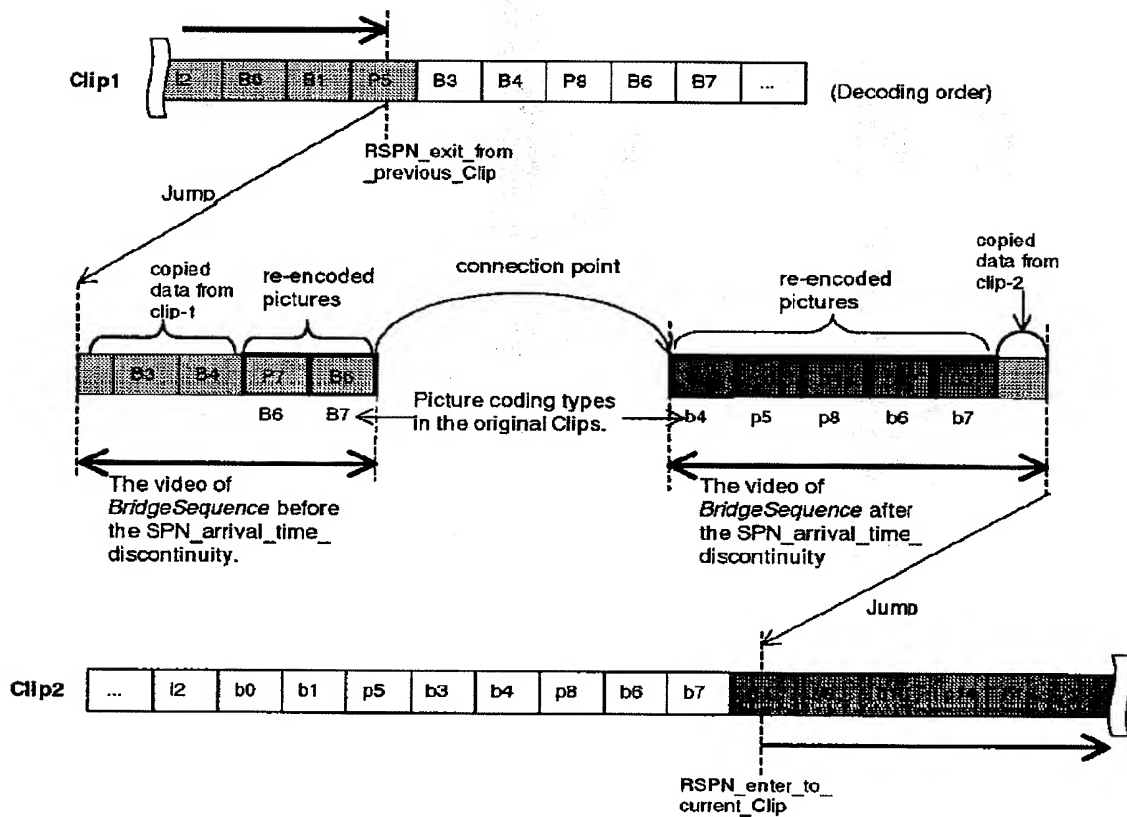 Clip1
I2 B0 B1 P5 B3 B4 P8 B6 B7 ...
(Decoding order)
RSPN_exit_from
_previous_Clip
Jump
copied
data from
clip-1
re-encoded
pictures
connection point
re-encoded
pictures
copied
data from
clip-2
B3 B4 P7 B6
B6 B7
Picture coding types
in the original Clips.
b4 p5 p8 b6 b7
The video of
BridgeSequence before
the SPN_arrival_time_
discontinuity.
The video of
BridgeSequence after
the SPN_arrival_time_
discontinuity
Jump
Clip2
... i2 b0 b1 p5 b3 b4 p8 b6 b7
RSPN_enter_to_
current_Clip